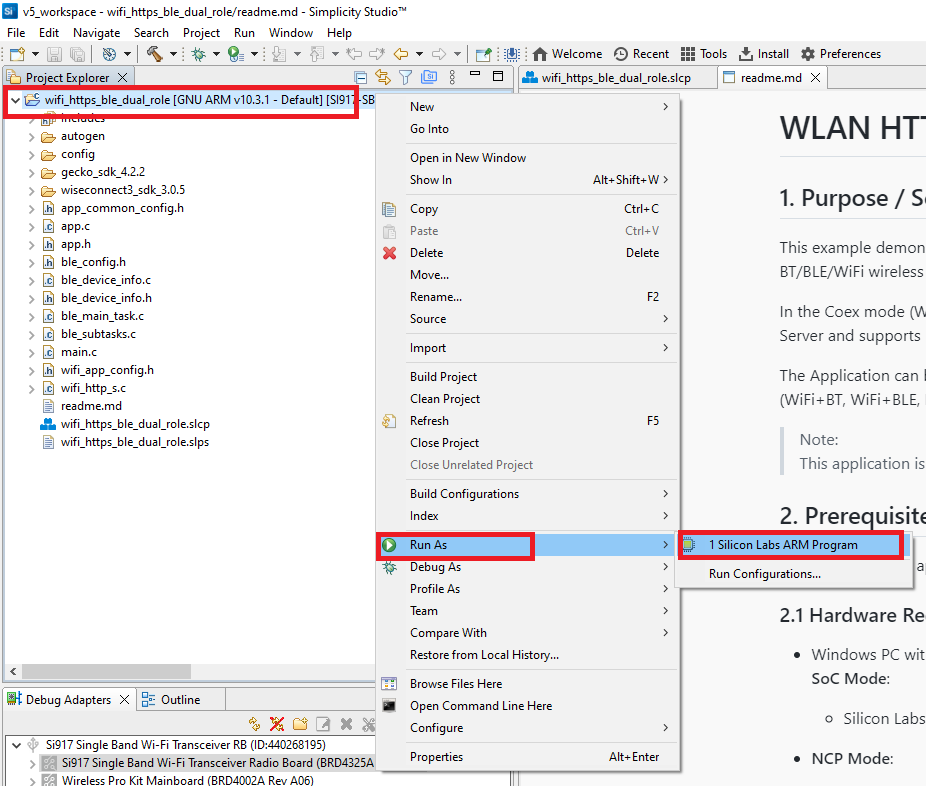 v5_workspace - wifi_https_ble_dual_role/readme.md - Simplicity Studio™
File Edit Navigate Search Project Run Window Help
Welcome Recent Tools Install Preferences
Project Explorer
wifi_https_ble_dual_role [GNU ARM v10.3.1 - Default] [SI917-SB
Includes
autogen
config
gecko_sdk_4.2.2
wiseconnect3_sdk_3.0.5
app_common_config.h
app.c
app.h
ble_config.h
ble_device_info.c
ble_device_info.h
ble_main_task.c
ble_subtasks.c
main.c
wifi_app_config.h
wifi_http_s.c
readme.md
wifi_https_ble_dual_role.slcp
wifi_https_ble_dual_role.slps
New
Go Into
Open in New Window
Show In Alt+Shift+W
Copy Ctrl+C
Paste Ctrl+V
Delete Delete
Move...
Rename... F2
Source
Import
Build Project
Clean Project
Refresh F5
Close Project
Close Unrelated Project
Build Configurations
Index
Run As
Debug As
Profile As
Team
Compare With
Restore from Local History...
Browse Files Here
Open Command Line Here
Configure
Properties Alt+Enter
1 Silicon Labs ARM Program
Run Configurations...
wifi_https_ble_dual_role.slcp
readme.md
WLAN HTT
1. Purpose / S
This example demon
BT/BLE/WiFi wireless
In the Coex mode (W
Server and supports
The Application can
(WiFi+BT, WiFi+BLE,
Note:
This application is
2. Prerequisite
ap
2.1 Hardware Re
Windows PC wit
SoC Mode:
Silicon Labs
NCP Mode:
Debug Adapters
Outline
Si917 Single Band Wi-Fi Transceiver RB (ID:440268195)
Si917 Single Band Wi-Fi Transceiver Radio Board (BRD4325A
Wireless Pro Kit Mainboard (BRD4002A Rev A06)